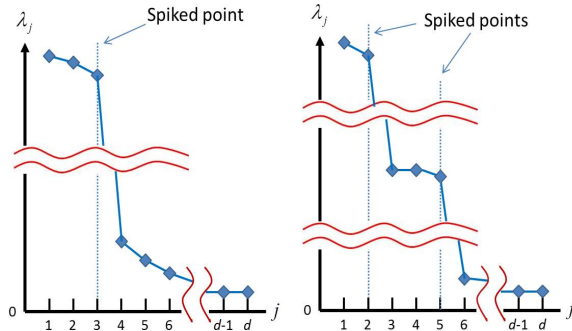 Spiked point
λj
0
1 2 3 4 5 6 d-1 d j
Spiked points
λj
0
1 2 3 4 5 6 d-1 d j